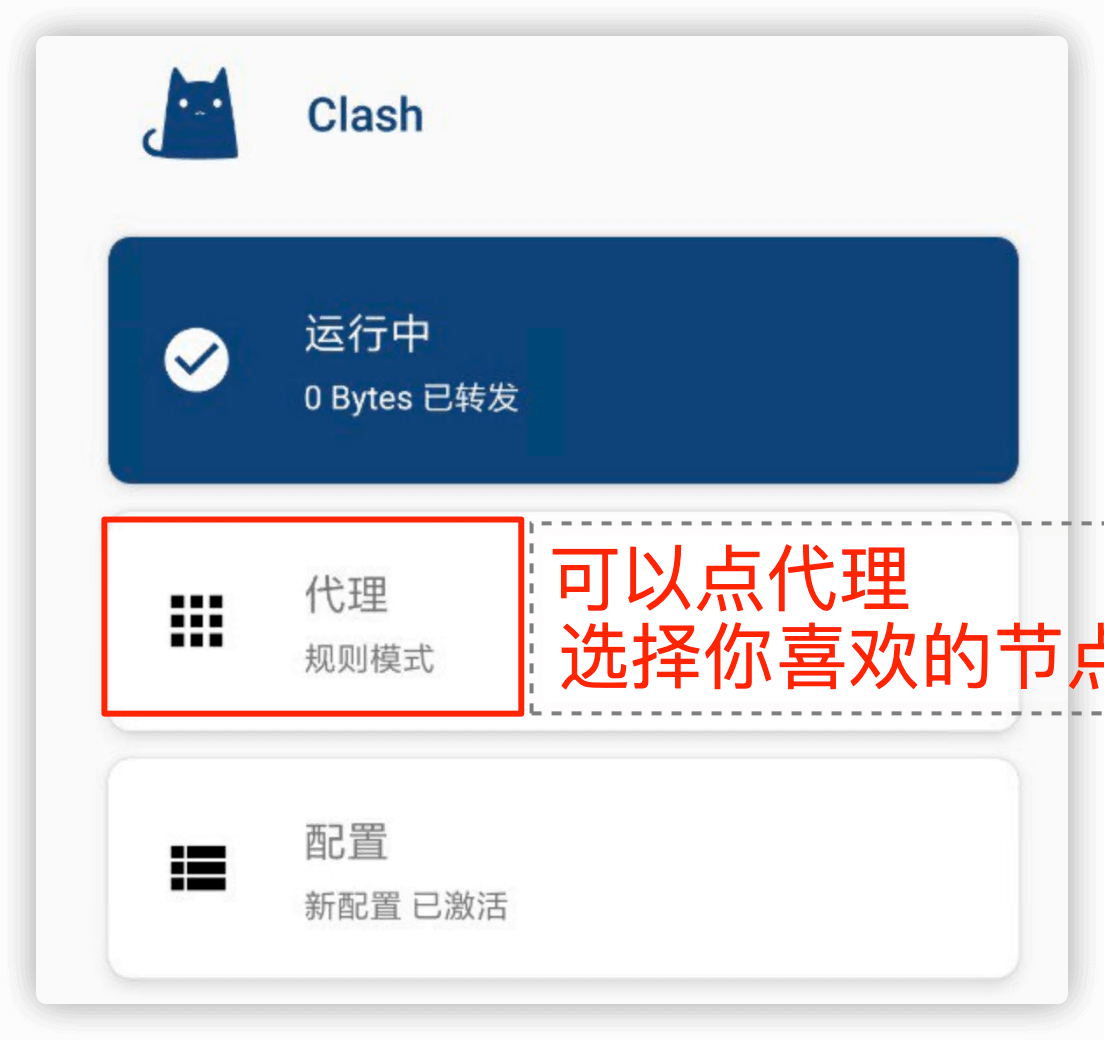 Clash
运行中
0 Bytes 已转发
代理
规则模式
可以点代理
选择你喜欢的节
配置
新配置 已激活